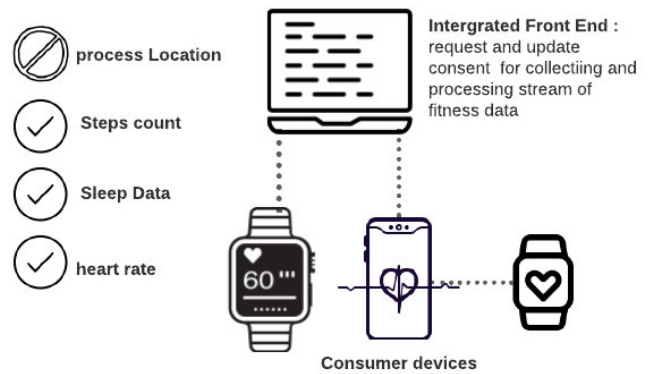 process Location
Steps count
Sleep Data
heart rate
Intergrated Front End :
request and update
consent for collectiing and
processing stream of
fitness data
60'''
Consumer devices